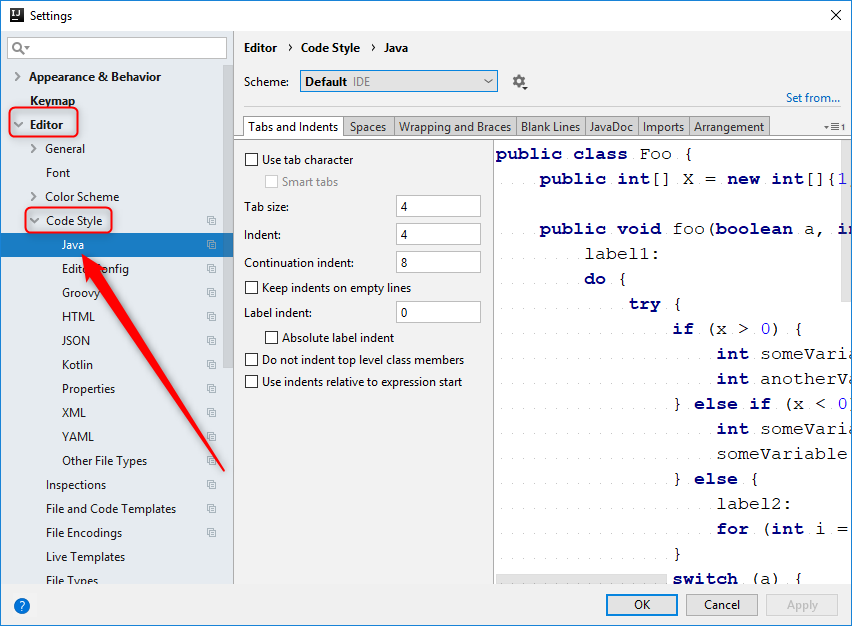 IJ Settings
Editor › Code Style › Java
Scheme: Default IDE
Set from...
Appearance & Behavior
Keymap
Editor
General
Font
Color Scheme
Code Style
Java
EditorConfig
Groovy
HTML
JSON
Kotlin
Properties
XML
YAML
Other File Types
Inspections
File and Code Templates
File Encodings
Live Templates
File Types
Tabs and Indents Spaces Wrapping and Braces Blank Lines JavaDoc Imports Arrangement 1
Use tab character
Smart tabs
Tab size: 4
Indent: 4
Continuation indent: 8
Keep indents on empty lines
Label indent: 0
Absolute label indent
Do not indent top level class members
Use indents relative to expression start
public class Foo {
public int[] X = new int[]{1
public void foo(boolean a, in
label1:
do {
try {
if (x > 0) {
int someVaria
int anotherVa
} else if (x < 0)
int someVaria
someVariable
} else {
label2:
for (int i =
}
switch (a) {
? OK Cancel Apply